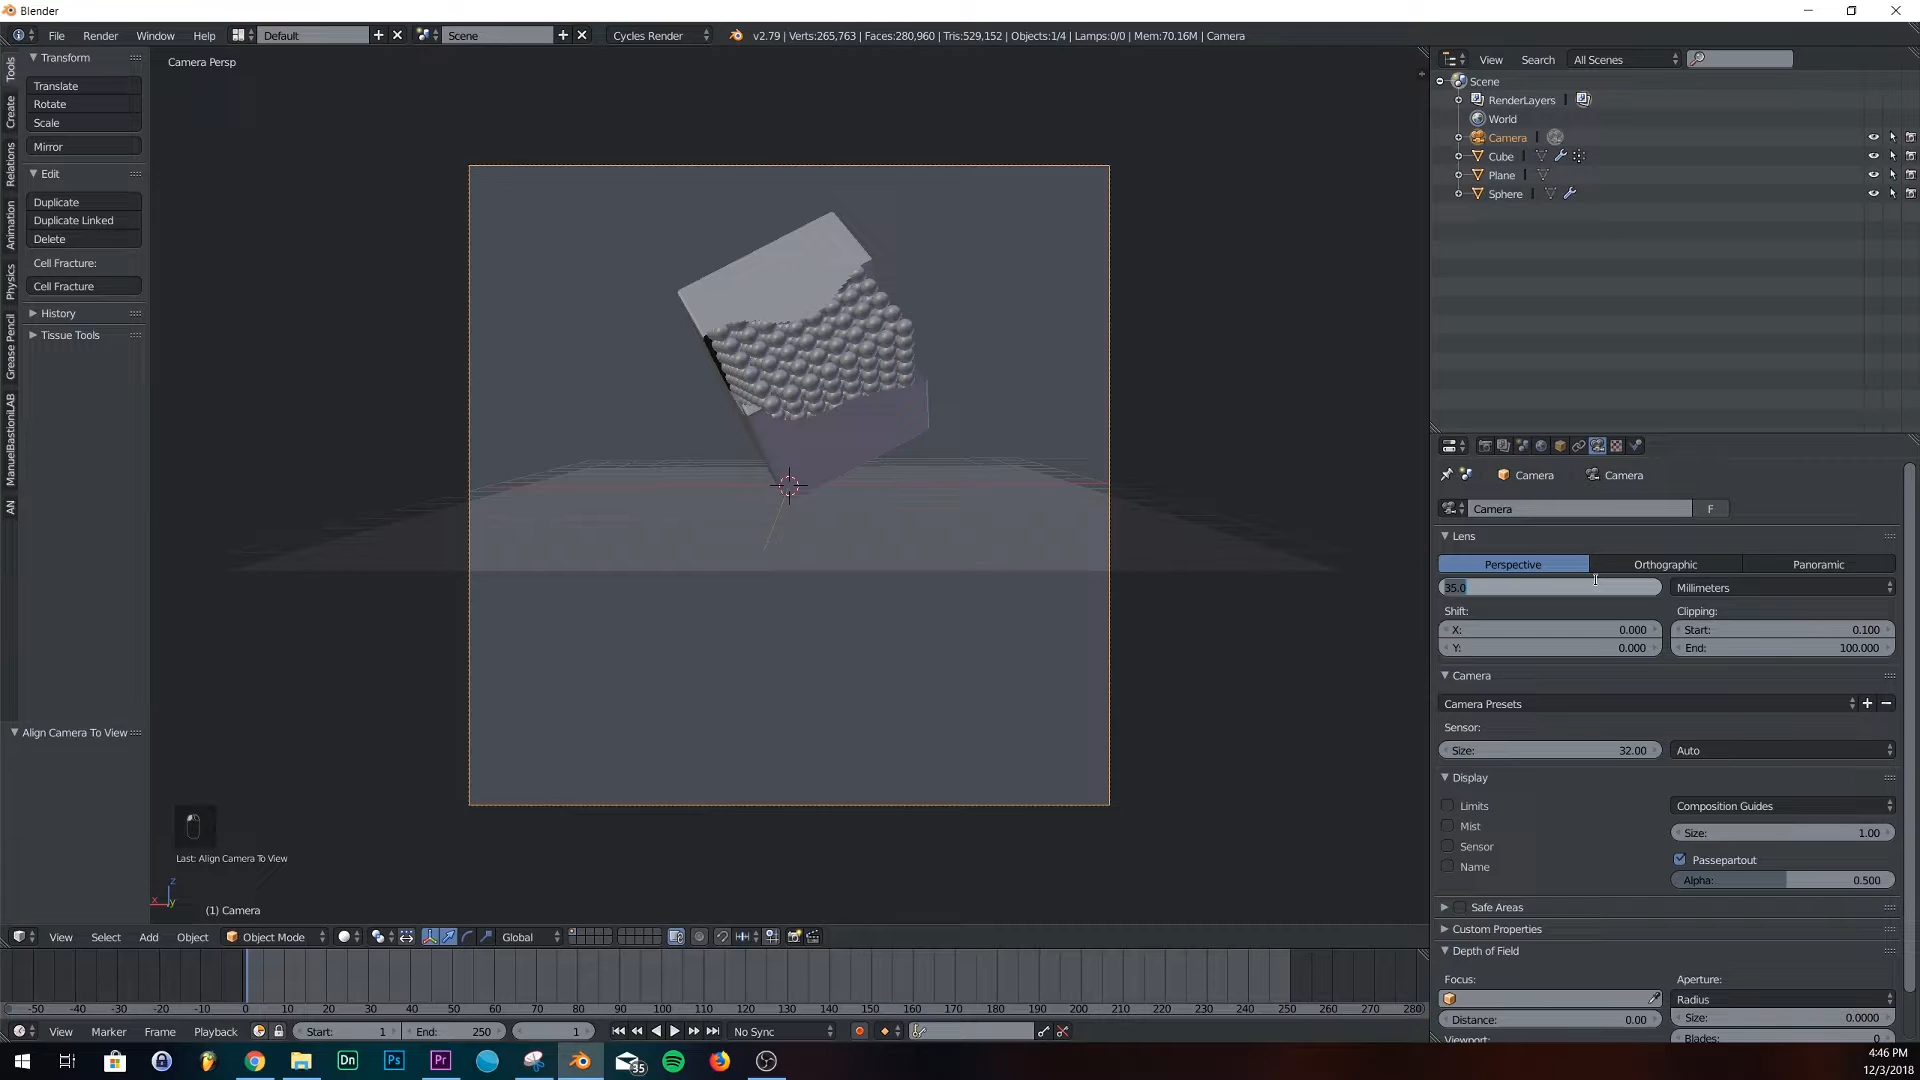 Blender
File Render Window Help Default Scene Cycles Render v2.79 | Verts:265,763 | Faces:280,960 | Tris:529,152 | Objects:1/4 | Lamps:0/0 | Mem:70.16M | Camera
Tools
Create
Relations
Animation
Physics
Grease Pencil
ManuelBastioniLAB
AN
Transform
Translate
Rotate
Scale
Mirror
Edit
Duplicate
Duplicate Linked
Delete
Cell Fracture:
Cell Fracture
History
Tissue Tools
Align Camera To View
Camera Persp
Last: Align Camera To View
z
x
y
(1) Camera
View Select Add Object Object Mode Global
-50 -40 -30 -20 -10 0 10 20 30 40 50 60 70 80 90 100 110 120 130 140 150 160 170 180 190 200 210 220 230 240 250 260 270 280
View Marker Frame Playback Start: 1 End: 250 1 No Sync
View Search All Scenes
Scene
RenderLayers
World
Camera
Cube
Plane
Sphere
Camera Camera
Camera F
Lens
Perspective Orthographic Panoramic
35.0 Millimeters
Shift: Clipping:
X: 0.000 Start: 0.100
Y: 0.000 End: 100.000
Camera
Camera Presets
Sensor:
Size: 32.00 Auto
Display
Limits Composition Guides
Mist Size: 1.00
Sensor
Name Passepartout
Alpha: 0.500
Safe Areas
Custom Properties
Depth of Field
Focus: Aperture:
Radius
Distance: 0.00 Size: 0.0000
Viewport: Blades: 0
Dn Ps Pr 35
4:46 PM
12/3/2018